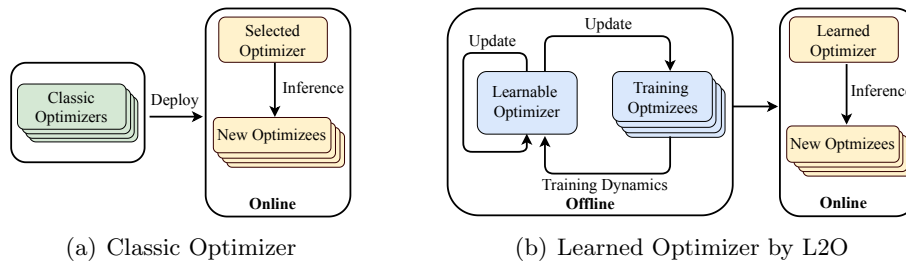 Classic
Optimizers
Deploy
Selected
Optimizer
Inference
New Optimizees
Online
(a) Classic Optimizer
Update
Update
Learnable
Optimizer
Training
Optmizees
Training Dynamics
Offline
Learned
Optimizer
Inference
New Optmizees
Online
(b) Learned Optimizer by L2O